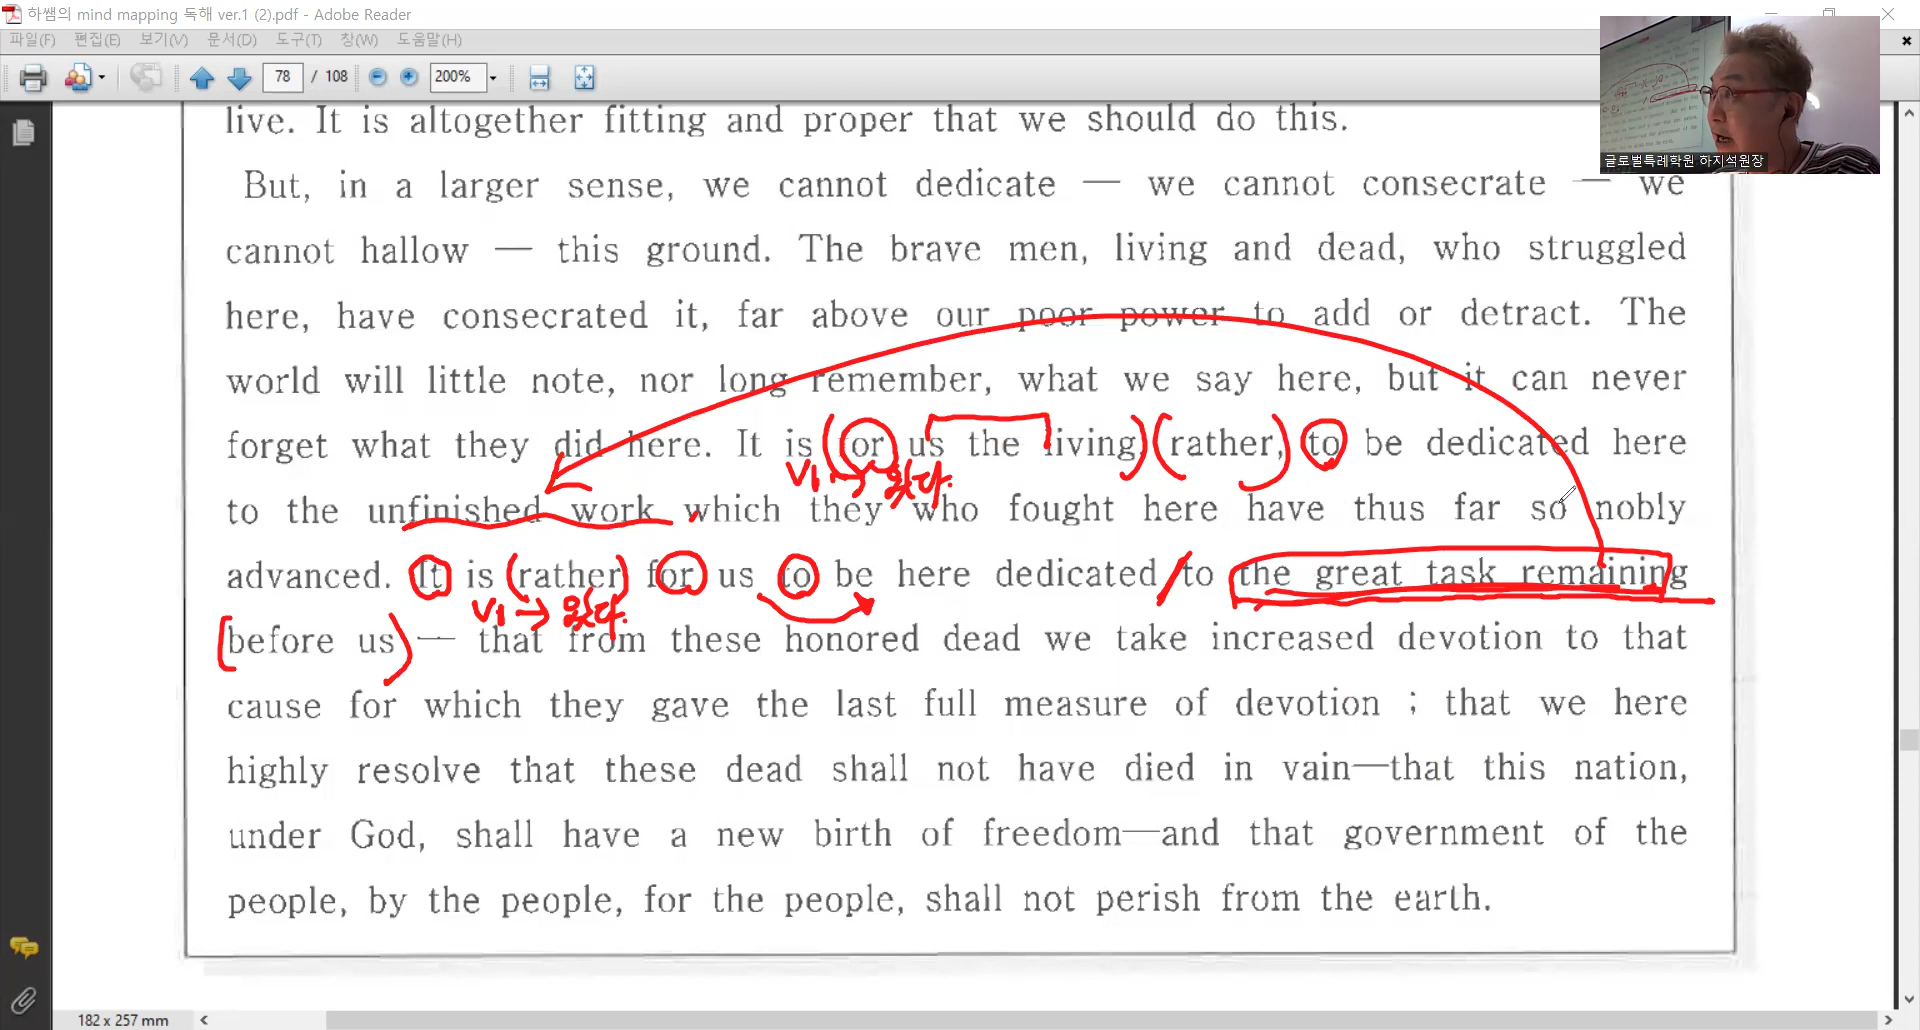 하쌤의 mind mapping 독해 ver.1 (2).pdf - Adobe Reader
파일(F) 편집(E) 보기(V) 문서(D) 도구(T) 창(W) 도움말(H)
78 / 108 200%
글로벌특례학원 하지석원장
live. It is altogether fitting and proper that we should do this.
But, in a larger sense, we cannot dedicate — we cannot consecrate — we
cannot hallow — this ground. The brave men, living and dead, who struggled
here, have consecrated it, far above our poor power to add or detract. The
world will little note, nor long remember, what we say here, but it can never
forget what they did here. It is (for us the living,) (rather,) to be dedicated here
V1 → 있다.
to the unfinished work which they who fought here have thus far so nobly
advanced. It is (rather) for us to be here dedicated / to the great task remaining
V1 → 있다.
(before us) — that from these honored dead we take increased devotion to that
cause for which they gave the last full measure of devotion ; that we here
highly resolve that these dead shall not have died in vain—that this nation,
under God, shall have a new birth of freedom—and that government of the
people, by the people, for the people, shall not perish from the earth.
182 x 257 mm